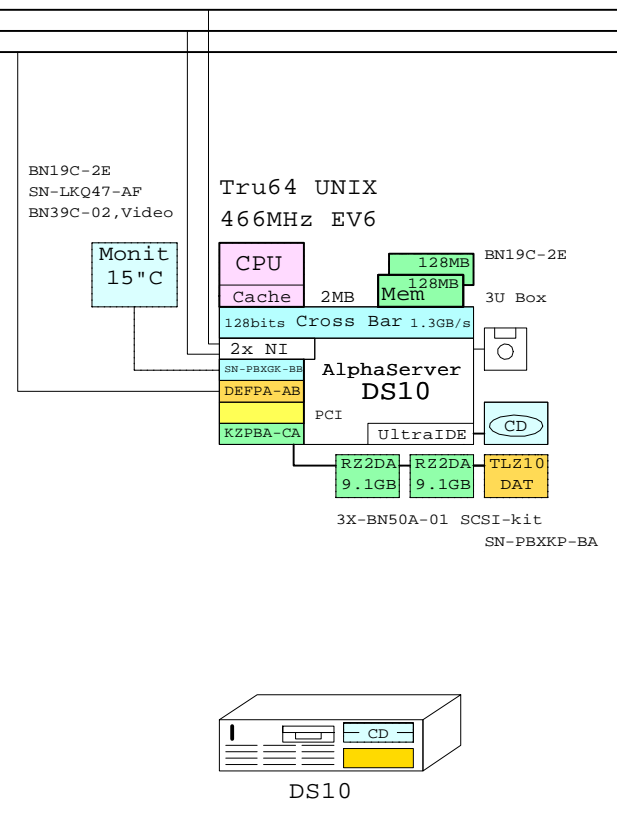 BN19C-2E
SN-LKQ47-AF
BN39C-02,Video
Tru64 UNIX
466MHz EV6
Monit
15"C
CPU
Cache
2MB
128MB
128MB
Mem
BN19C-2E
3U Box
128bits Cross Bar 1.3GB/s
2x NI
SN-PBXGK-BB
DEFPA-AB
KZPBA-CA
PCI
AlphaServer
DS10
UltraIDE
CD
RZ2DA
9.1GB
RZ2DA
9.1GB
TLZ10
DAT
3X-BN50A-01 SCSI-kit
SN-PBXKP-BA
CD
DS10